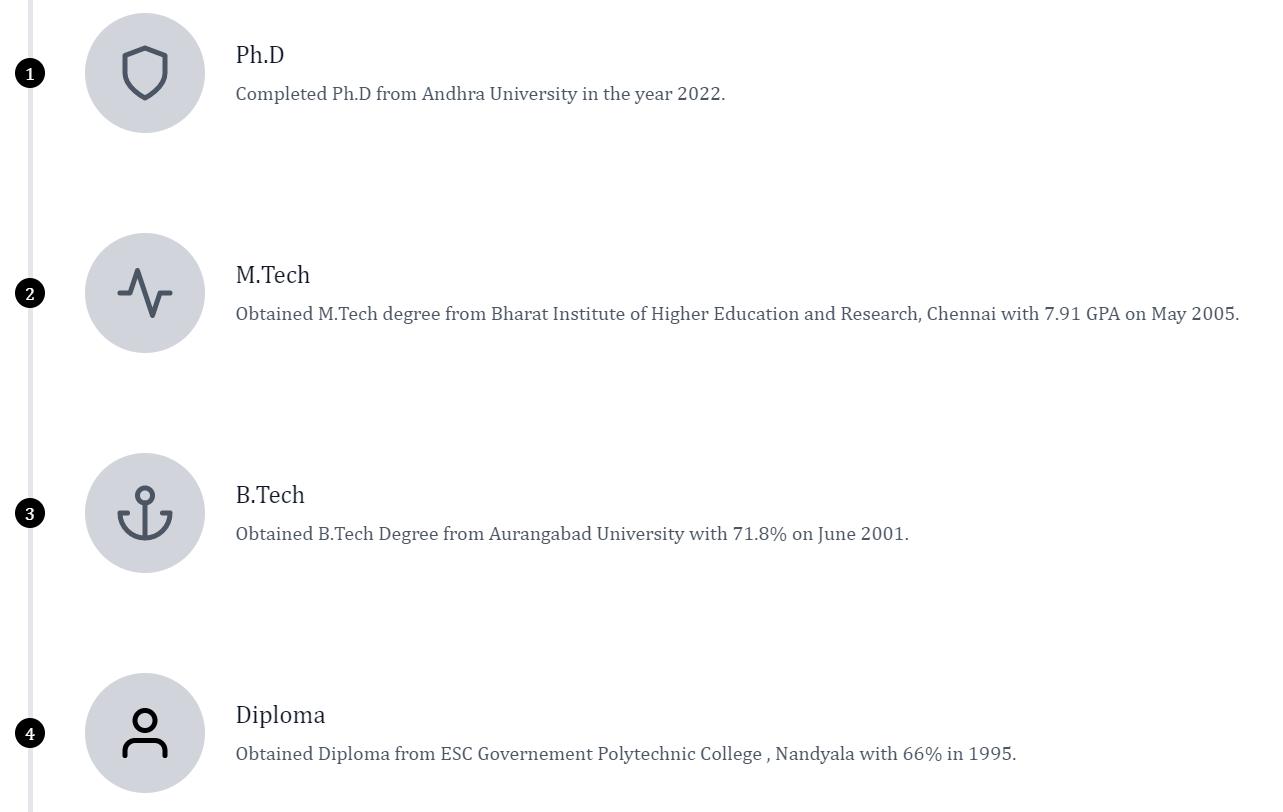 1
Ph.D
Completed Ph.D from Andhra University in the year 2022.
2
M.Tech
Obtained M.Tech degree from Bharat Institute of Higher Education and Research, Chennai with 7.91 GPA on May 2005.
3
B.Tech
Obtained B.Tech Degree from Aurangabad University with 71.8% on June 2001.
4
Diploma
Obtained Diploma from ESC Governement Polytechnic College , Nandyala with 66% in 1995.